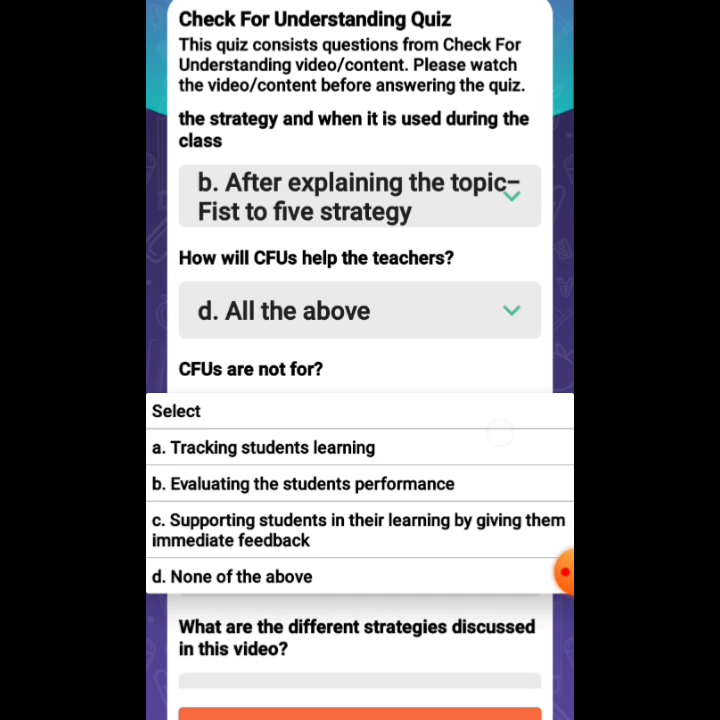 Check For Understanding Quiz
This quiz consists questions from Check For
Understanding video/content. Please watch
the video/content before answering the quiz.
the strategy and when it is used during the
class
b. After explaining the topic–
Fist to five strategy
How will CFUs help the teachers?
d. All the above
CFUs are not for?
Select
a. Tracking students learning
b. Evaluating the students performance
c. Supporting students in their learning by giving them
immediate feedback
d. None of the above
What are the different strategies discussed
in this video?